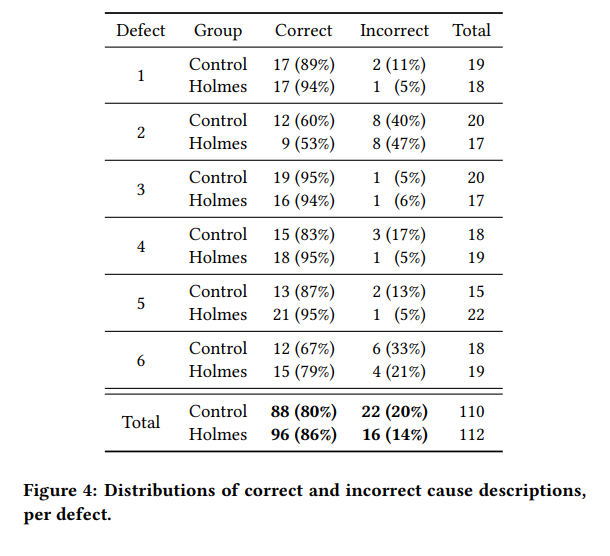 Defect Group Correct Incorrect Total
1 Control 17 (89%) 2 (11%) 19
Holmes 17 (94%) 1 (5%) 18
2 Control 12 (60%) 8 (40%) 20
Holmes 9 (53%) 8 (47%) 17
3 Control 19 (95%) 1 (5%) 20
Holmes 16 (94%) 1 (6%) 17
4 Control 15 (83%) 3 (17%) 18
Holmes 18 (95%) 1 (5%) 19
5 Control 13 (87%) 2 (13%) 15
Holmes 21 (95%) 1 (5%) 22
6 Control 12 (67%) 6 (33%) 18
Holmes 15 (79%) 4 (21%) 19
Total Control 88 (80%) 22 (20%) 110
Holmes 96 (86%) 16 (14%) 112
Figure 4: Distributions of correct and incorrect cause descriptions,
per defect.